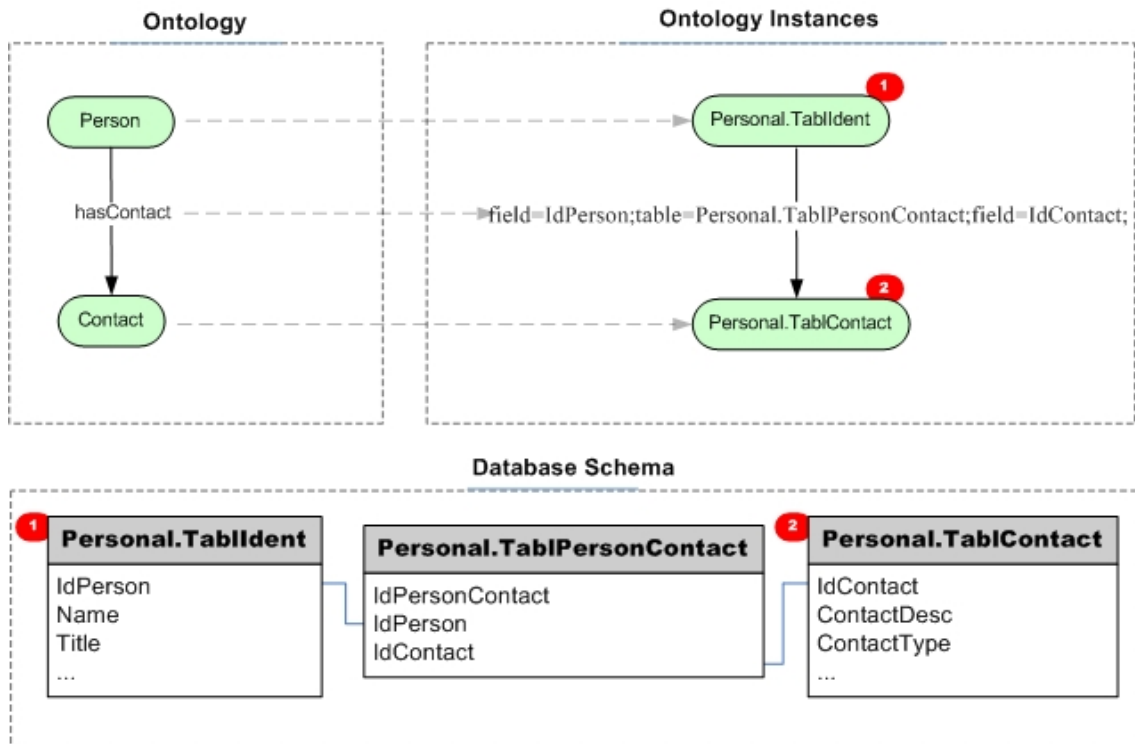 Ontology
Ontology Instances
Person
1
Personal.TablIdent
hasContact
field=IdPerson;table=Personal.TablPersonContact;field=IdContact;
Contact
2
Personal.TablContact
Database Schema
1
Personal.TablIdent
IdPerson
Name
Title
...
Personal.TablPersonContact
IdPersonContact
IdPerson
IdContact
2
Personal.TablContact
IdContact
ContactDesc
ContactType
...